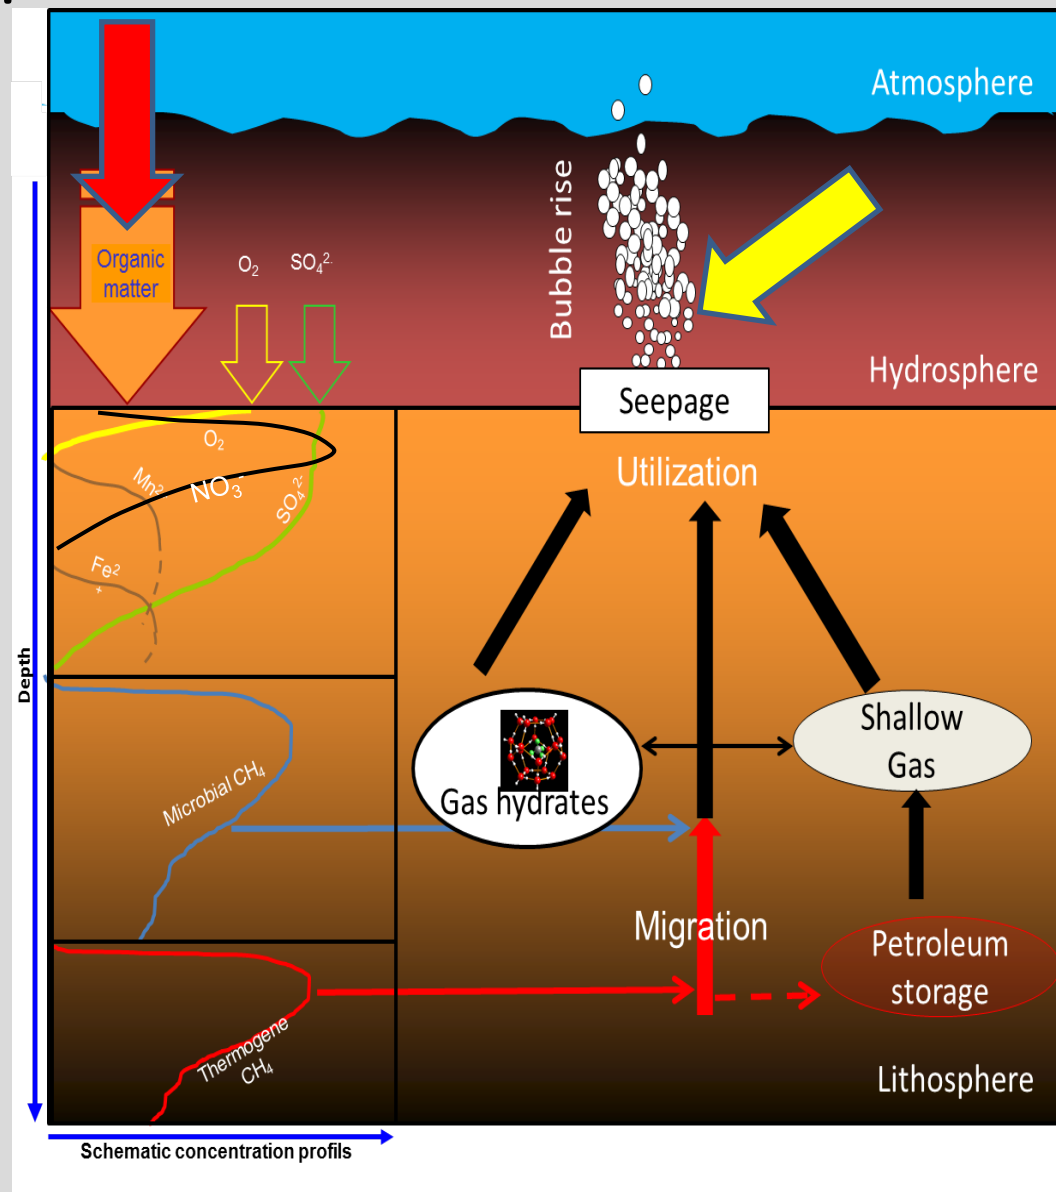 Atmosphere
Bubble rise
Organic
matter
O₂
SO₄²⁻
Hydrosphere
Seepage
Utilization
O₂
Mn²
NO₃⁻
SO₄²⁻
Fe²
+
Depth
Shallow
Gas
Gas hydrates
Microbial CH₄
Migration
Petroleum
storage
Thermogene
CH₄
Lithosphere
Schematic concentration profils